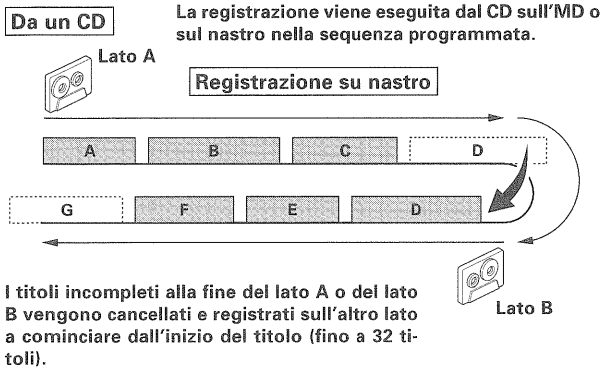 Da un CD
La registrazione viene eseguita dal CD sull'MD o
sul nastro nella sequenza programmata.
Lato A
Registrazione su nastro
A B C D
G F E D
Lato B
I titoli incompleti alla fine del lato A o del lato
B vengono cancellati e registrati sull'altro lato
a cominciare dall'inizio del titolo (fino a 32 ti-
toli).